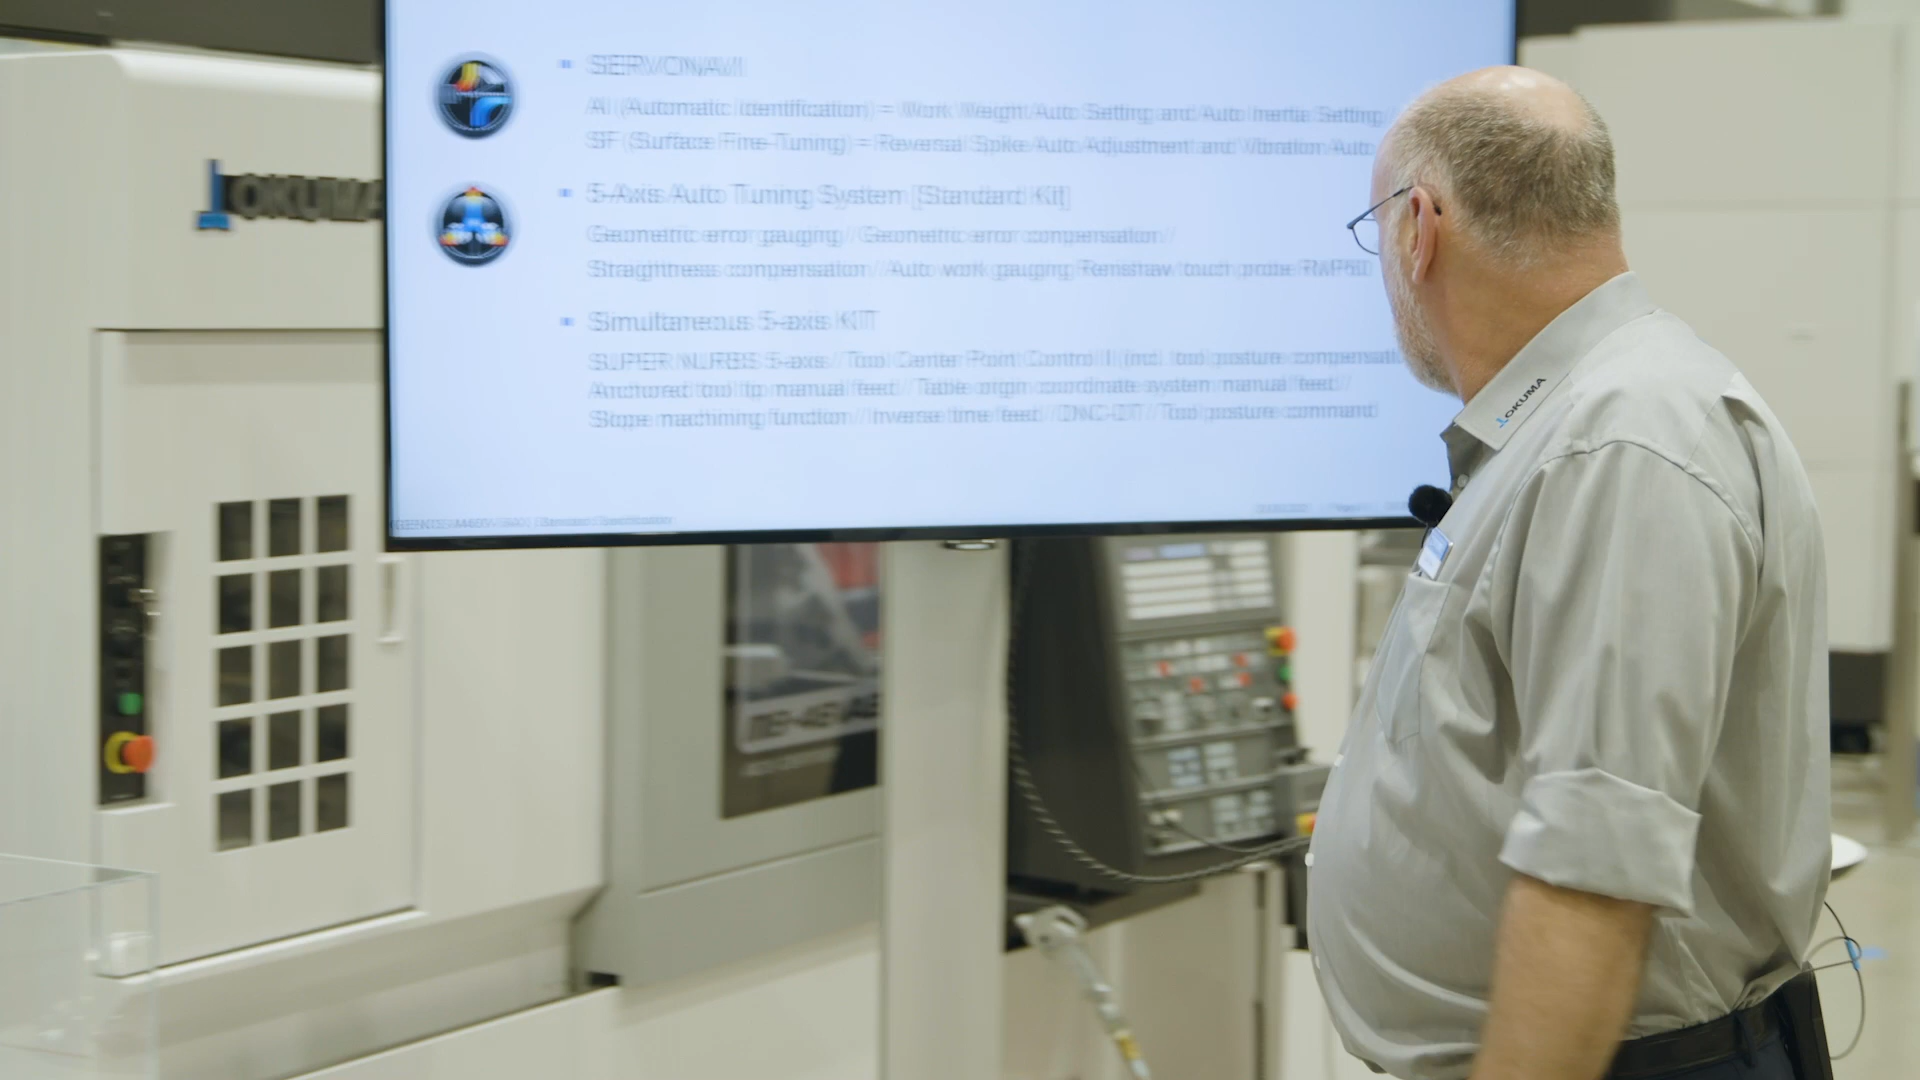 SERVONAVI
AI (Automatic Identification) = Work Weight Auto Setting and Auto Inertia Setting /
SF (Surface Fine-Tuning) = Reversal Spike Auto Adjustment and Vibration Auto
5-Axis Auto Tuning System [Standard Kit]
Geometric error gauging / Geometric error compensation /
Straightness compensation / Auto work gauging Renishaw touch probe RMP60
Simultaneous 5-axis KIT
SUPER NURBS 5-axis / Tool Center Point Control II (incl. tool posture compensati
Anchored tool tip manual feed / Table origin coordinate system manual feed /
Slope machining function / Inverse time feed / DNC-DT / Tool posture command
Standard Specifications
OKUMA
OKUMA